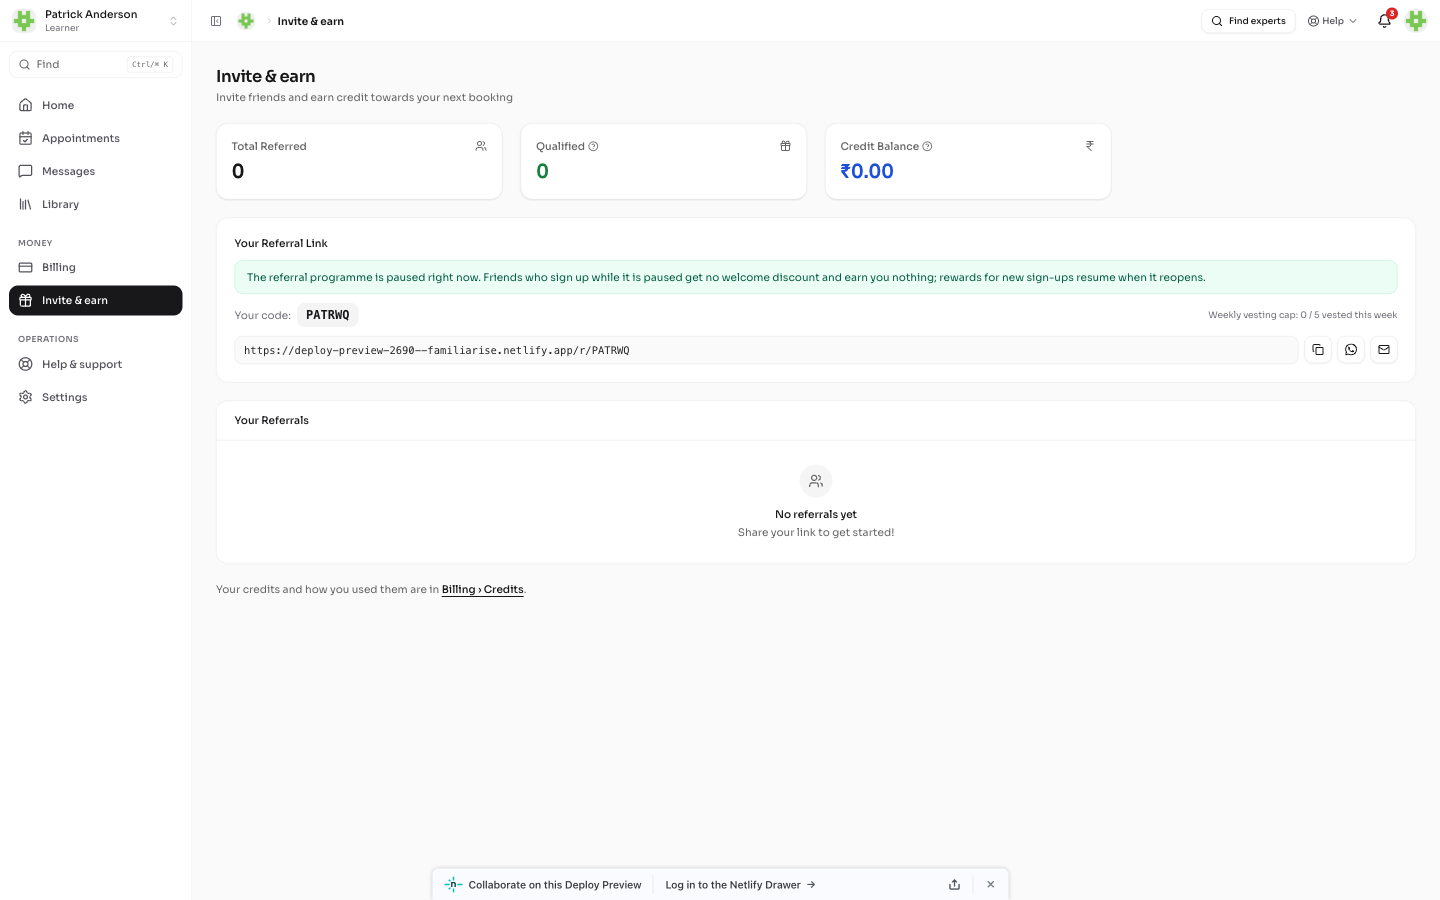 Patrick Anderson
Learner
Invite & earn
Find experts
Help
3
Find
Ctrl/⌘ K
Home
Appointments
Messages
Library
MONEY
Billing
Invite & earn
OPERATIONS
Help & support
Settings
Invite & earn
Invite friends and earn credit towards your next booking
Total Referred
0
Qualified
0
Credit Balance
₹
₹0.00
Your Referral Link
The referral programme is paused right now. Friends who sign up while it is paused get no welcome discount and earn you nothing; rewards for new sign-ups resume when it reopens.
Your code: PATRWQ
Weekly vesting cap: 0 / 5 vested this week
https://deploy-preview-2690--familiarise.netlify.app/r/PATRWQ
Your Referrals
No referrals yet
Share your link to get started!
Your credits and how you used them are in Billing › Credits.
Collaborate on this Deploy Preview
Log in to the Netlify Drawer →